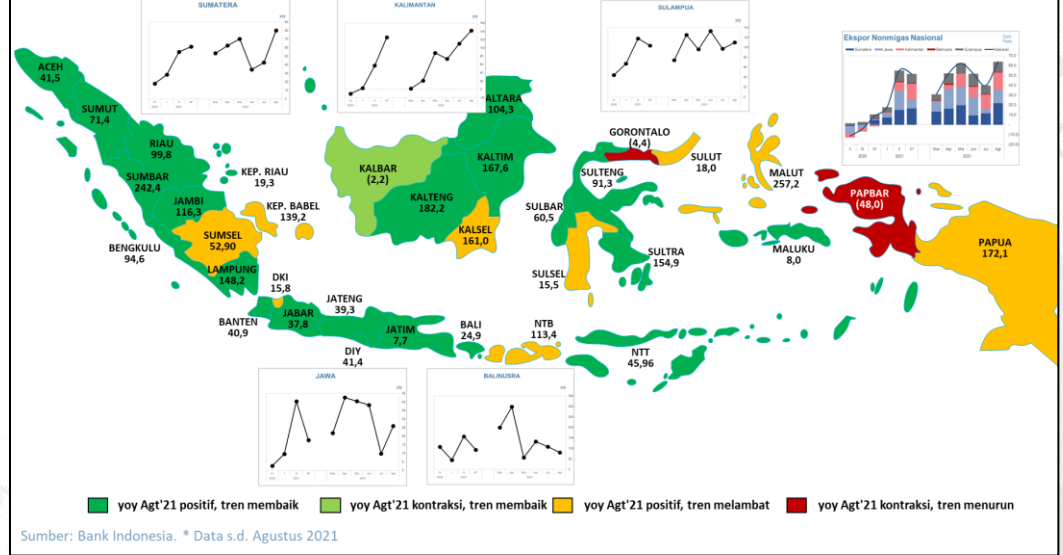 SUMATERA
KALIMANTAN
SULAMPUA
Ekspor Nonmigas Nasional
ACEH
41,5
SUMUT
71,4
RIAU
99,8
SUMBAR
242,4
JAMBI
116,3
KEP. RIAU
19,3
KEP. BABEL
139,2
SUMSEL
52,90
BENGKULU
94,6
LAMPUNG
148,2
KALBAR
(2,2)
KALTARA
104,3
KALTIM
167,6
KALTENG
182,2
KALSEL
161,0
GORONTALO
(4,4)
SULUT
18,0
SULTENG
91,3
SULBAR
60,5
SULTRA
154,9
SULSEL
15,5
MALUT
257,2
MALUKU
8,0
PAPBAR
(48,0)
PAPUA
172,1
DKI
15,8
BANTEN
40,9
JABAR
37,8
JATENG
39,3
DIY
41,4
JATIM
7,7
BALI
24,9
NTB
113,4
NTT
45,96
JAWA
BALINUSRA
yoy Agt'21 positif, tren membaik
yoy Agt'21 kontraksi, tren membaik
yoy Agt'21 positif, tren melambat
yoy Agt'21 kontraksi, tren menurun
Sumber: Bank Indonesia. * Data s.d. Agustus 2021